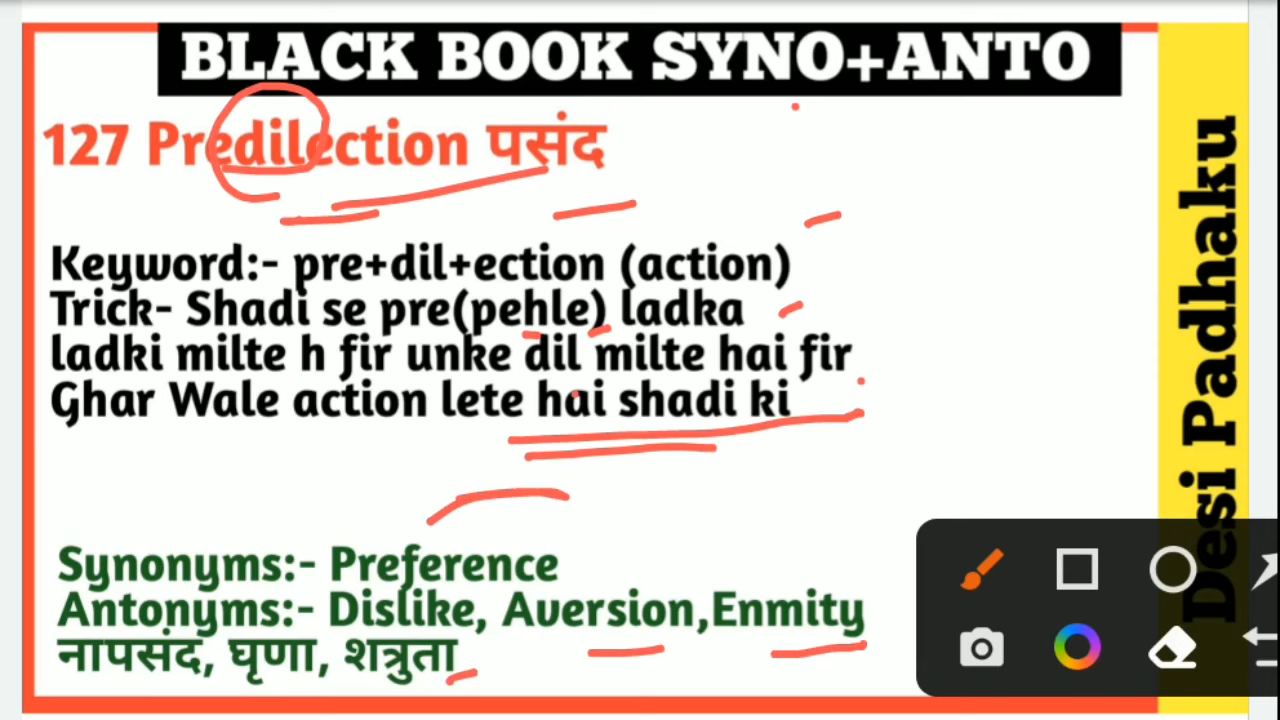 BLACK BOOK SYNO+ANTO
127 Predilection पसंद
Keyword:- pre+dil+ection (action)
Trick- Shadi se pre(pehle) ladka
ladki milte h fir unke dil milte hai fir
Ghar Wale action lete hai shadi ki
Synonyms:- Preference
Antonyms:- Dislike, Aversion,Enmity
नापसंद, घृणा, शत्रुता
Desi Padhaku